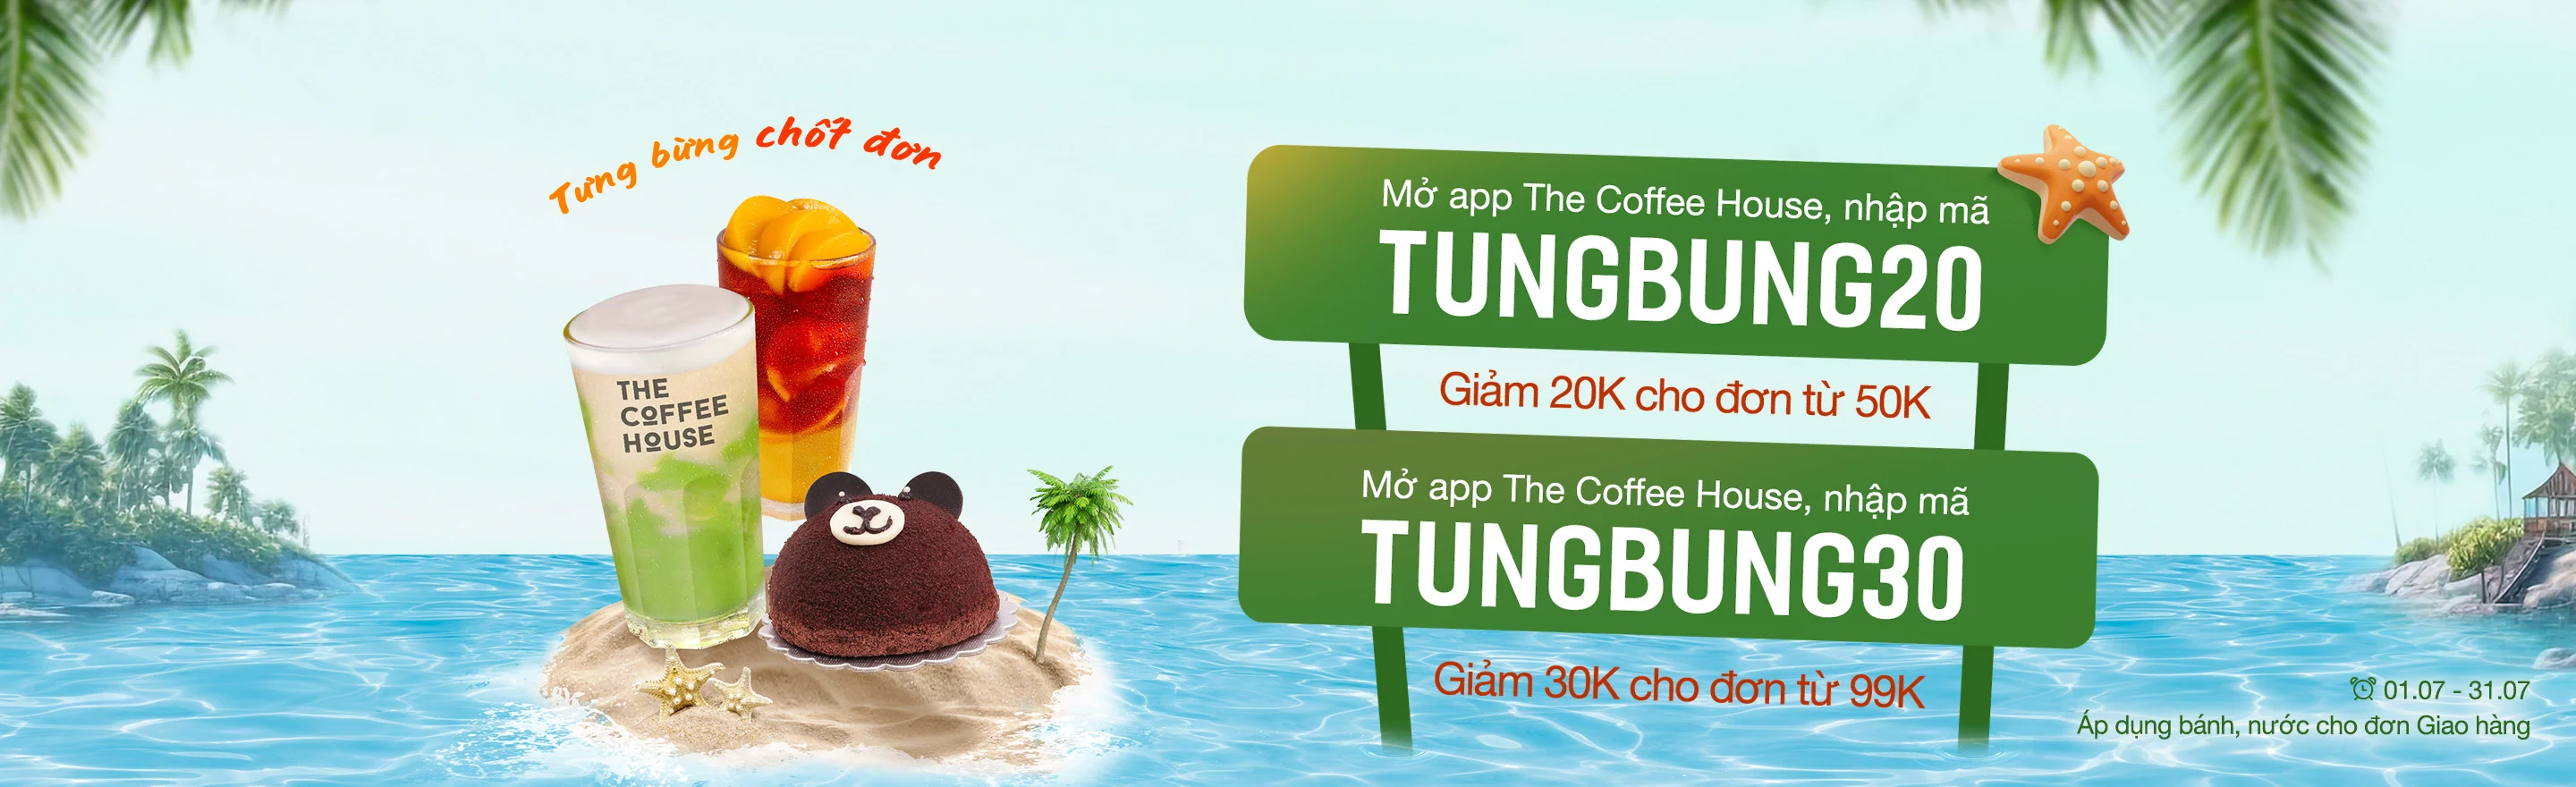 Tưng bừng chốt đơn
THE
COFFEE
HOUSE
Mở app The Coffee House, nhập mã
TUNGBUNG20
Giảm 20K cho đơn từ 50K
Mở app The Coffee House, nhập mã
TUNGBUNG30
Giảm 30K cho đơn từ 99K
01.07 - 31.07
Áp dụng bánh, nước cho đơn Giao hàng